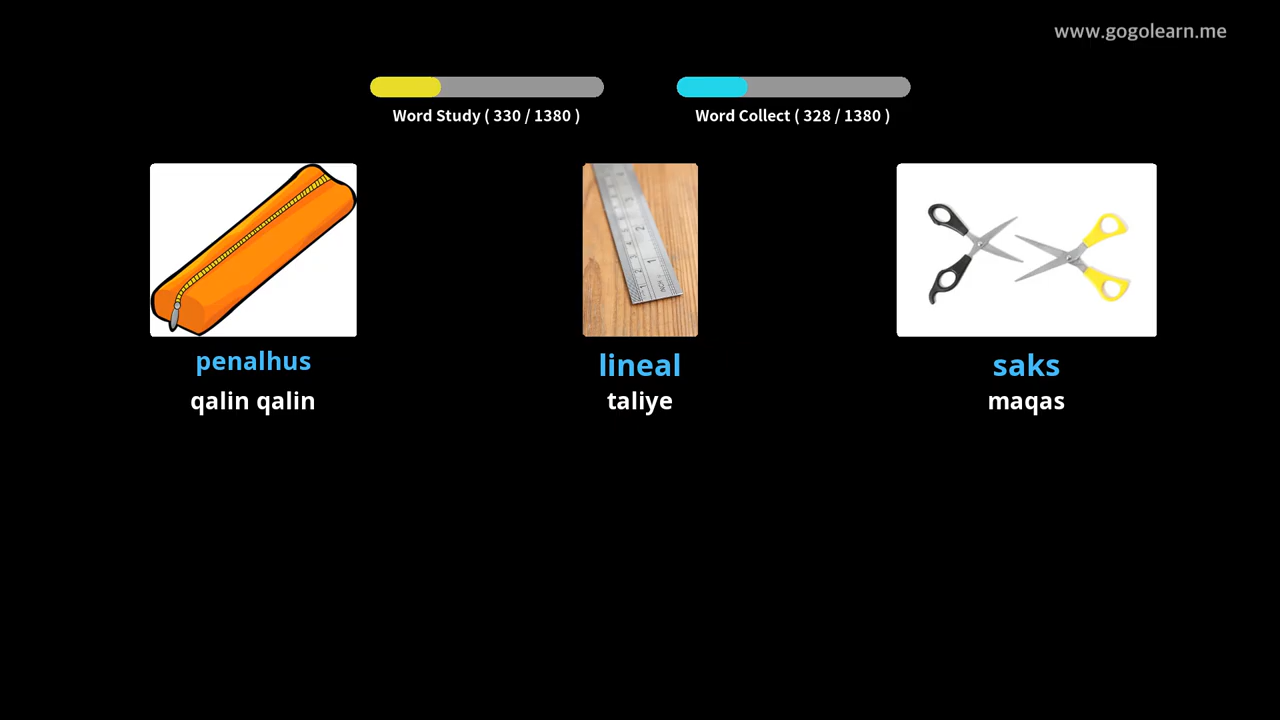 www.gogolearn.me
Word Study ( 330 / 1380 )
Word Collect ( 328 / 1380 )
penalhus
lineal
saks
qalin qalin
taliye
maqas